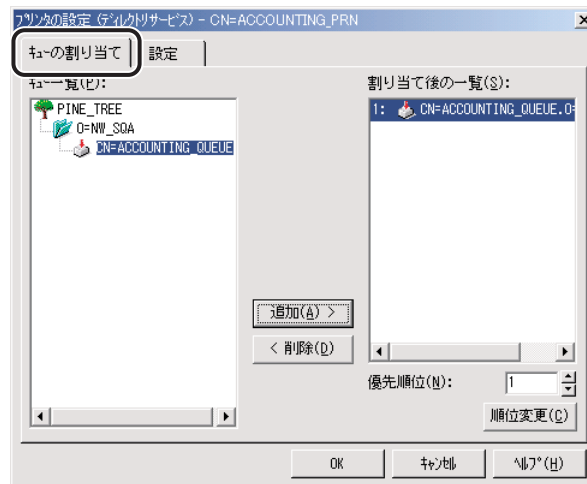 プリンタの設定 (ディレクトリサービス) - CN=ACCOUNTING_PRN
キューの割り当て
設定
キュー一覧(P):
PINE_TREE
O=NW_SQA
CN=ACCOUNTING_QUEUE
割り当て後の一覧(S):
1: CN=ACCOUNTING_QUEUE.O=
追加(A) >
< 削除(D)
優先順位(N):
1
順位変更(C)
OK
キャンセル
ヘルプ(H)